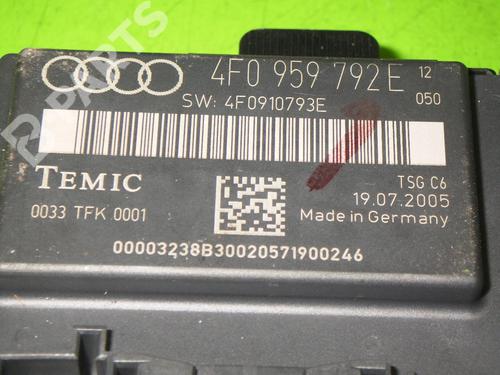 B PARTS
4F0 959 792E 12
050
SW: 4F0910793E
TEMIC
TSG C6
0033 TFK 0001
19.07.2005
Made in Germany
00003238B30020571900246